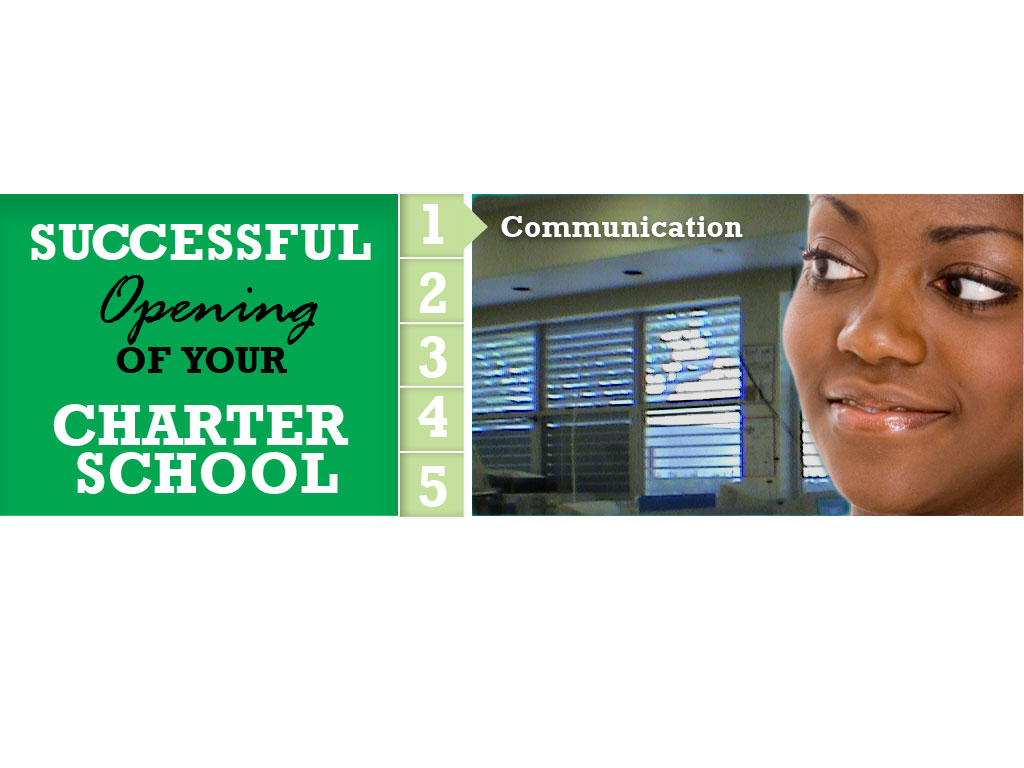 SUCCESSFUL
Opening
OF YOUR
CHARTER
SCHOOL
1
2
3
4
5
Communication